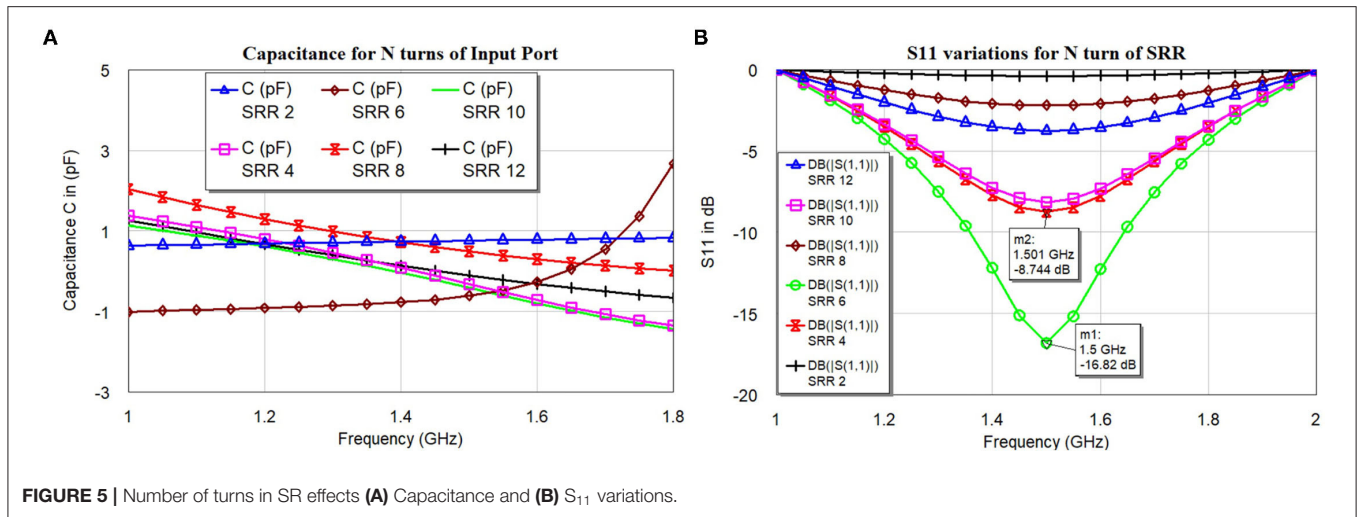 A
Capacitance for N turns of Input Port
5
3
1
-1
-3
Capacitance C in (pF)
C (pF)
SRR 2
C (pF)
SRR 6
C (pF)
SRR 10
C (pF)
SRR 4
C (pF)
SRR 8
C (pF)
SRR 12
1
1.2
1.4
1.6
1.8
Frequency (GHz)
B
S11 variations for N turn of SRR
0
-5
-10
-15
-20
S11 in dB
DB(|S(1,1)|)
SRR 12
DB(|S(1,1)|)
SRR 10
DB(|S(1,1)|)
SRR 8
DB(|S(1,1)|)
SRR 6
DB(|S(1,1)|)
SRR 4
DB(|S(1,1)|)
SRR 2
m2:
1.501 GHz
-8.744 dB
m1:
1.5 GHz
-16.82 dB
1
1.2
1.4
1.6
1.8
2
Frequency (GHz)
FIGURE 5 | Number of turns in SR effects (A) Capacitance and (B) S₁₁ variations.